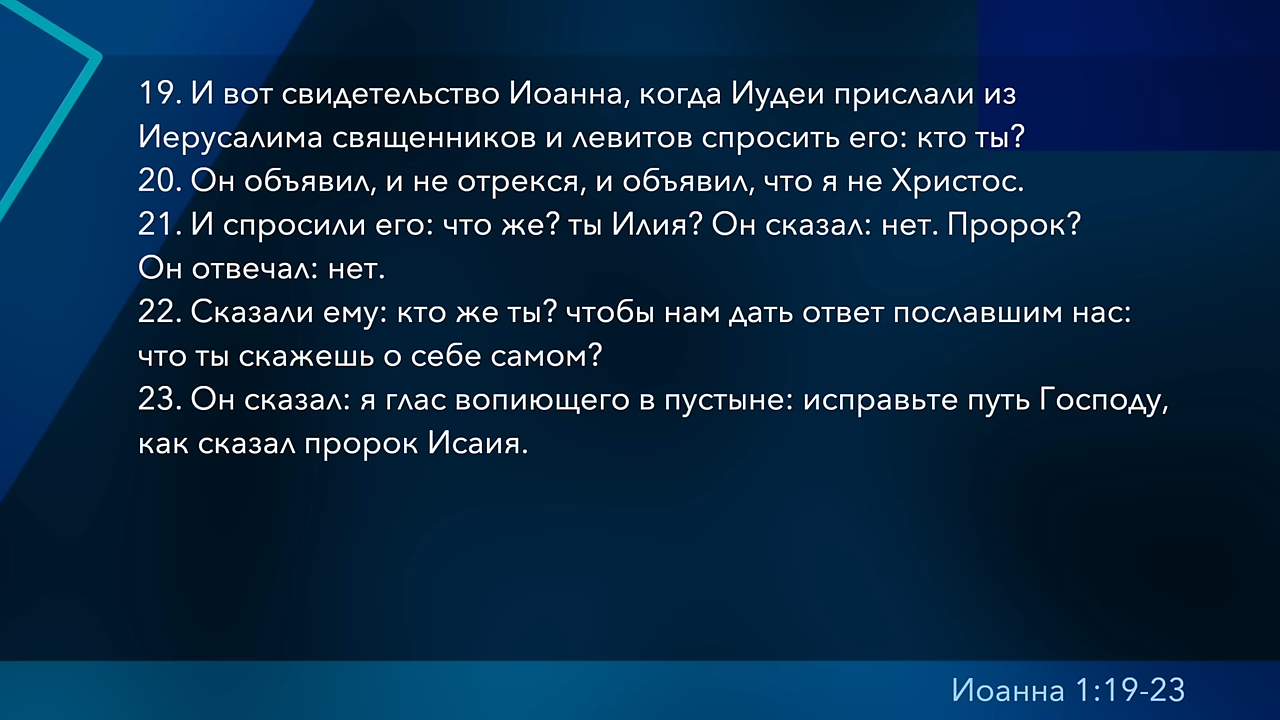 19. И вот свидетельство Иоанна, когда Иудеи прислали из
Иерусалима священников и левитов спросить его: кто ты?
20. Он объявил, и не отрекся, и объявил, что я не Христос.
21. И спросили его: что же? ты Илия? Он сказал: нет. Пророк?
Он отвечал: нет.
22. Сказали ему: кто же ты? чтобы нам дать ответ пославшим нас:
что ты скажешь о себе самом?
23. Он сказал: я глас вопиющего в пустыне: исправьте путь Господу,
как сказал пророк Исаия.
Иоанна 1:19-23